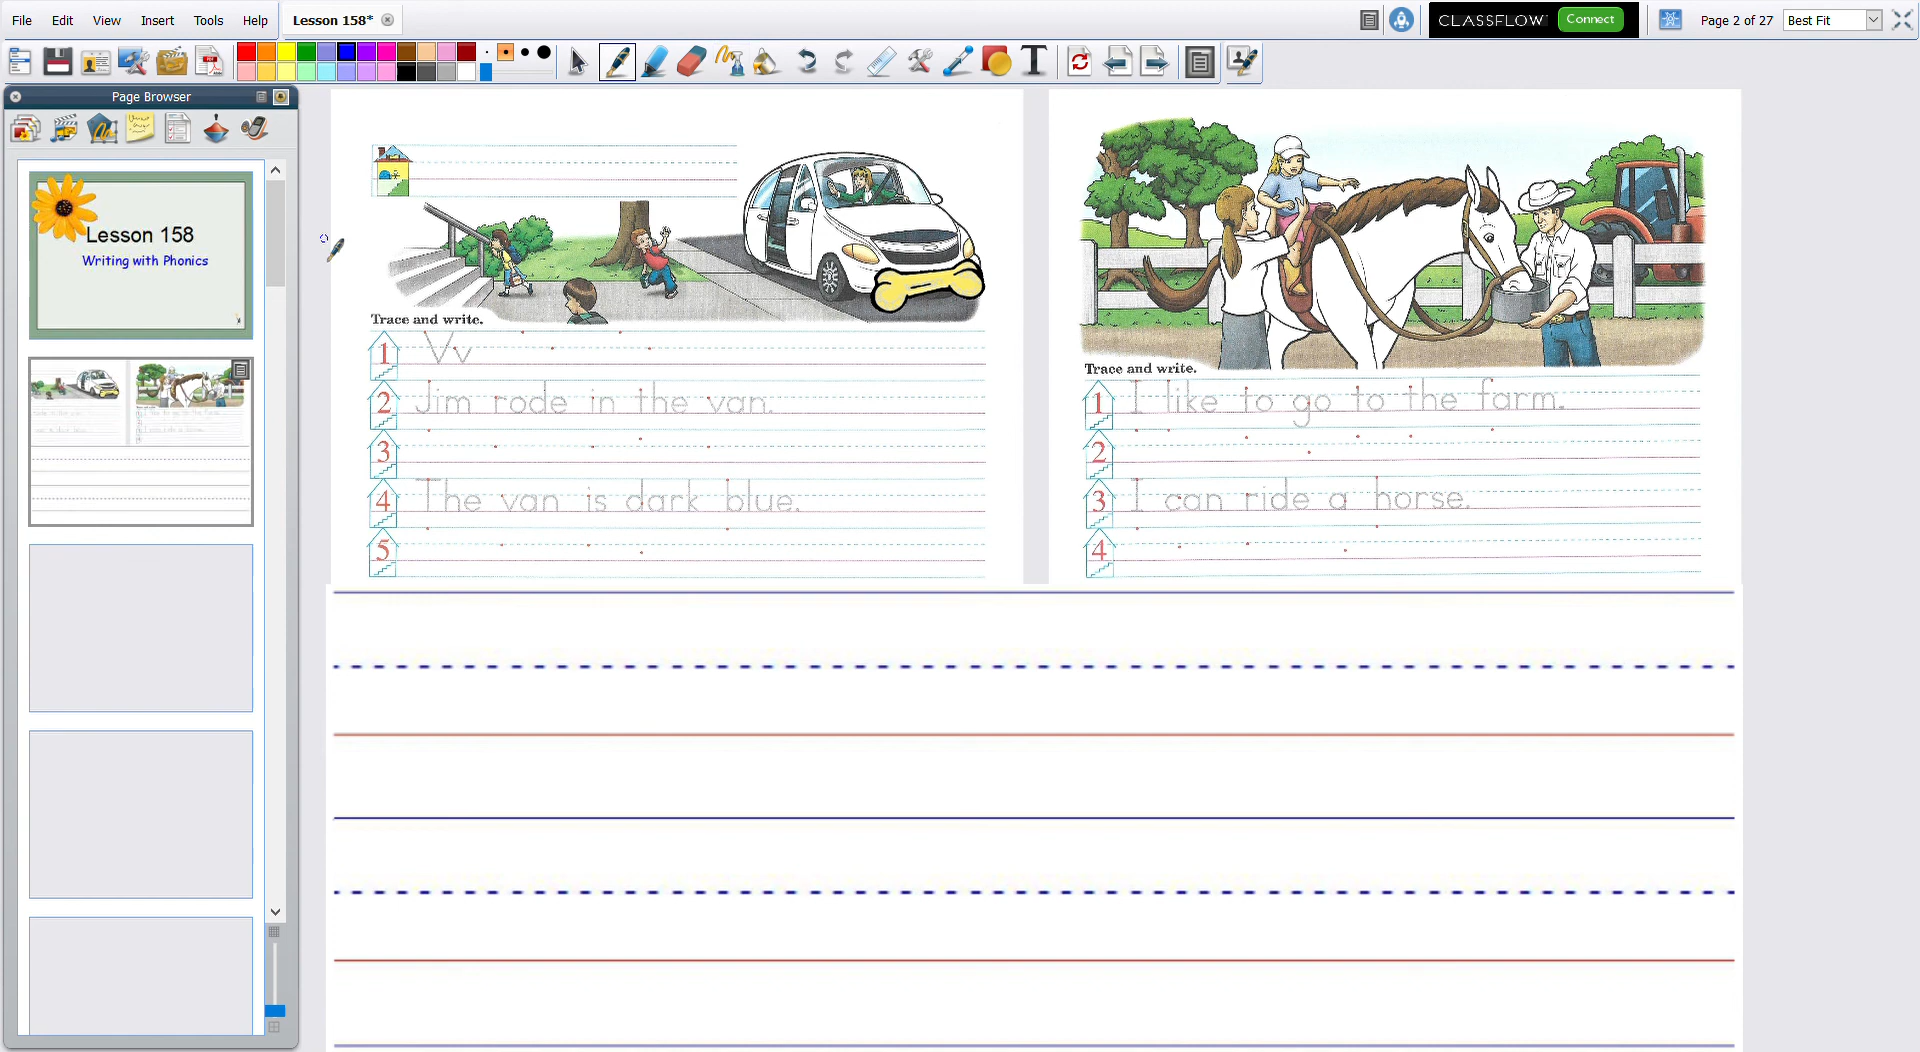 File Edit View Insert Tools Help
Lesson 158*
CLASSFLOW Connect
Page 2 of 27
Best Fit
Page Browser
Lesson 158
Writing with Phonics
Trace and write.
1 Vv
2 Jim rode in the van.
3
4 The van is dark blue.
5
Trace and write.
1 I like to go to the farm.
2
3 I can ride a horse.
4